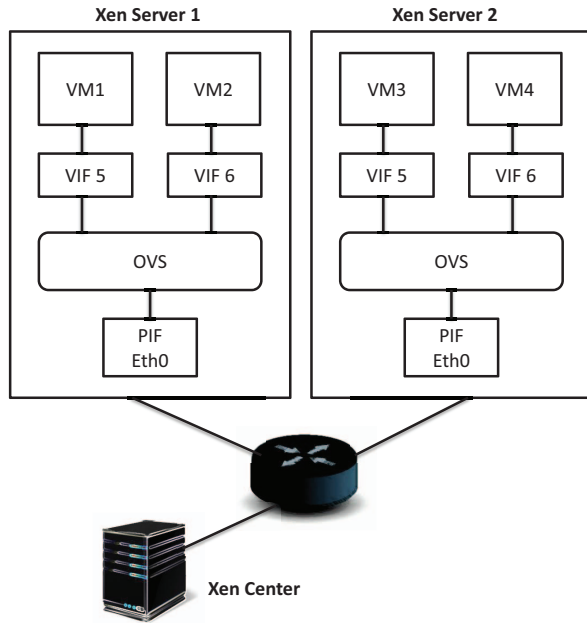 Xen Server 1
Xen Server 2
VM1
VM2
VM3
VM4
VIF 5
VIF 6
VIF 5
VIF 6
OVS
OVS
PIF
Eth0
PIF
Eth0
Xen Center